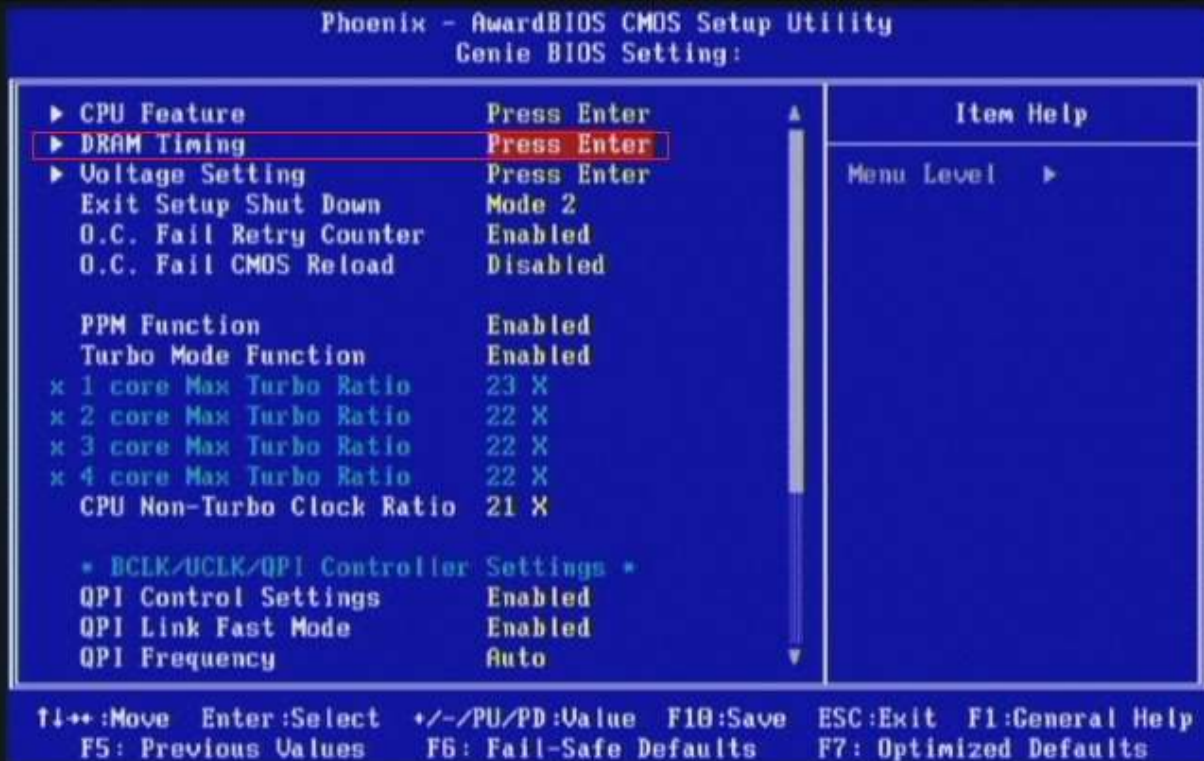 Phoenix - AwardBIOS CMOS Setup Utility
Genie BIOS Setting:
CPU Feature Press Enter
DRAM Timing Press Enter
Voltage Setting Press Enter
Exit Setup Shut Down Mode 2
O.C. Fail Retry Counter Enabled
O.C. Fail CMOS Reload Disabled
PPM Function Enabled
Turbo Mode Function Enabled
x 1 core Max Turbo Ratio 23 X
x 2 core Max Turbo Ratio 22 X
x 3 core Max Turbo Ratio 22 X
x 4 core Max Turbo Ratio 22 X
CPU Non-Turbo Clock Ratio 21 X
* BCLK/UCLK/QPI Controller Settings *
QPI Control Settings Enabled
QPI Link Fast Mode Enabled
QPI Frequency Auto
Item Help
Menu Level
↑↓→←:Move Enter:Select +/-/PU/PD:Value F10:Save ESC:Exit F1:General Help
F5: Previous Values F6: Fail-Safe Defaults F7: Optimized Defaults